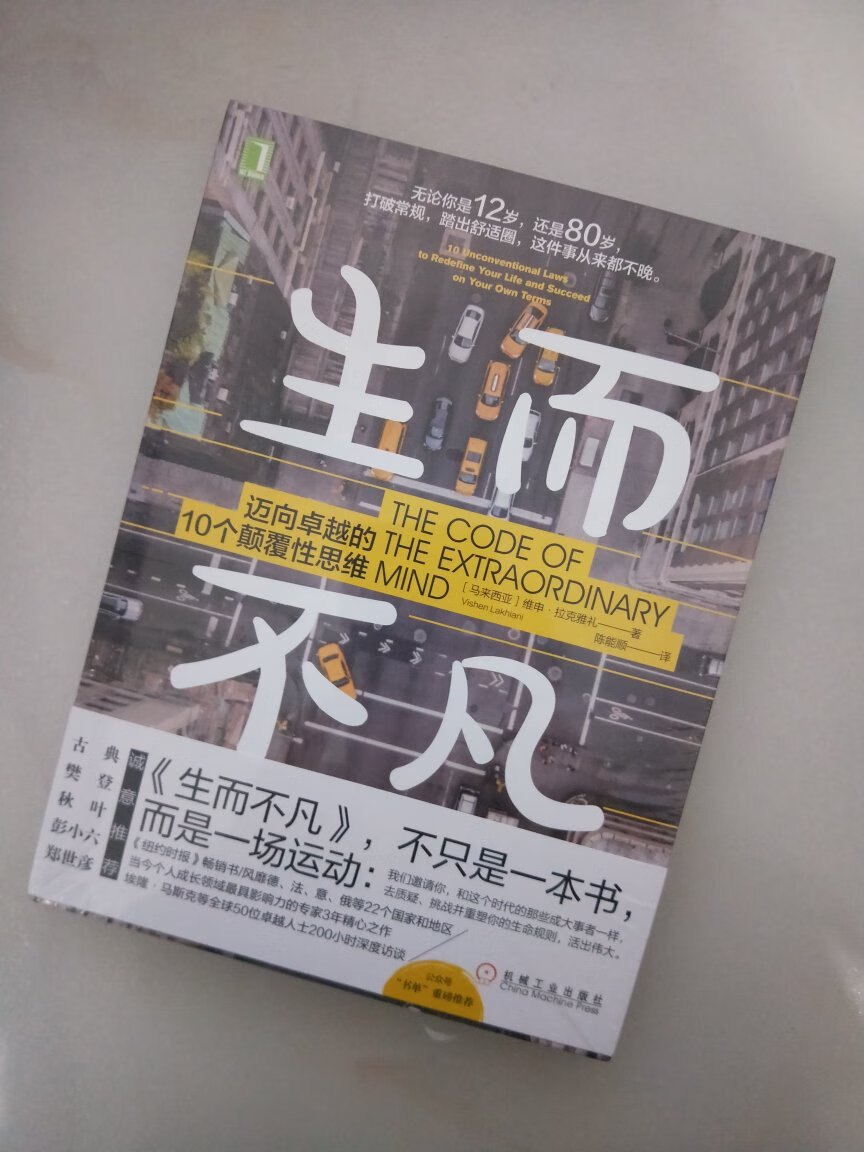 无论你是12岁，还是80岁，
打破常规，踏出舒适圈，这件事从来都不晚。
10 Unconventional Laws
to Redefine Your Life and Succeed
on Your Own Terms
生而
迈向卓越的
10个颠覆性思维
THE CODE OF
THE EXTRAORDINARY
MIND
[马来西亚] 维申·拉克雅礼——著
Vishen Lakhiani
陈能顺——译
不凡
古典
樊登
秋叶
彭小六
郑世彦
诚意推荐
《生而不凡》，不只是一本书，
而是一场运动：
我们邀请你，和这个时代的那些成大事者一样，
去质疑、挑战并重塑你的生命规则，活出伟大。
《纽约时报》畅销书/风靡德、法、意、俄等22个国家和地区
当今个人成长领域最具影响力的专家3年精心之作
埃隆·马斯克等全球50位卓越人士200小时深度访谈
公众号
“书单”重磅推荐
机械工业出版社
China Machine Press